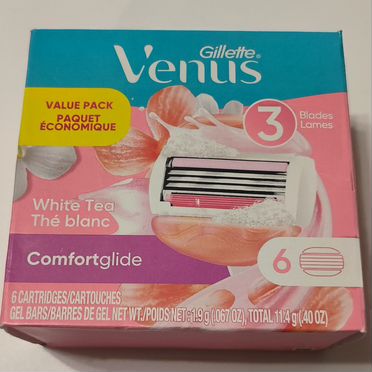 Gillette®
Venus
VALUE PACK
PAQUET
ÉCONOMIQUE
3 Blades
Lames
White Tea
Thé blanc
Comfortglide
6
6 CARTRIDGES/CARTOUCHES
GEL BARS/BARRES DE GEL NET WT./POIDS NET: 1.9 g (.067 OZ), TOTAL 11.4 g (.40 OZ)